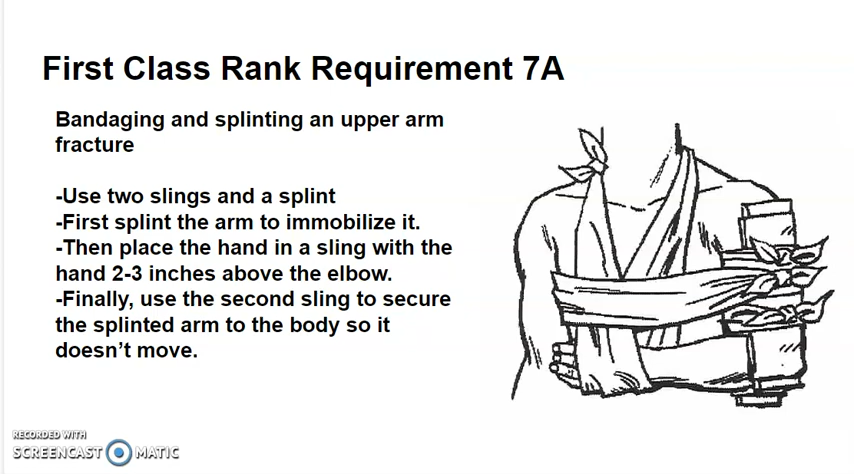 First Class Rank Requirement 7A
Bandaging and splinting an upper arm
fracture
-Use two slings and a splint
-First splint the arm to immobilize it.
-Then place the hand in a sling with the
hand 2-3 inches above the elbow.
-Finally, use the second sling to secure
the splinted arm to the body so it
doesn’t move.
RECORDED WITH
SCREENCAST MATIC